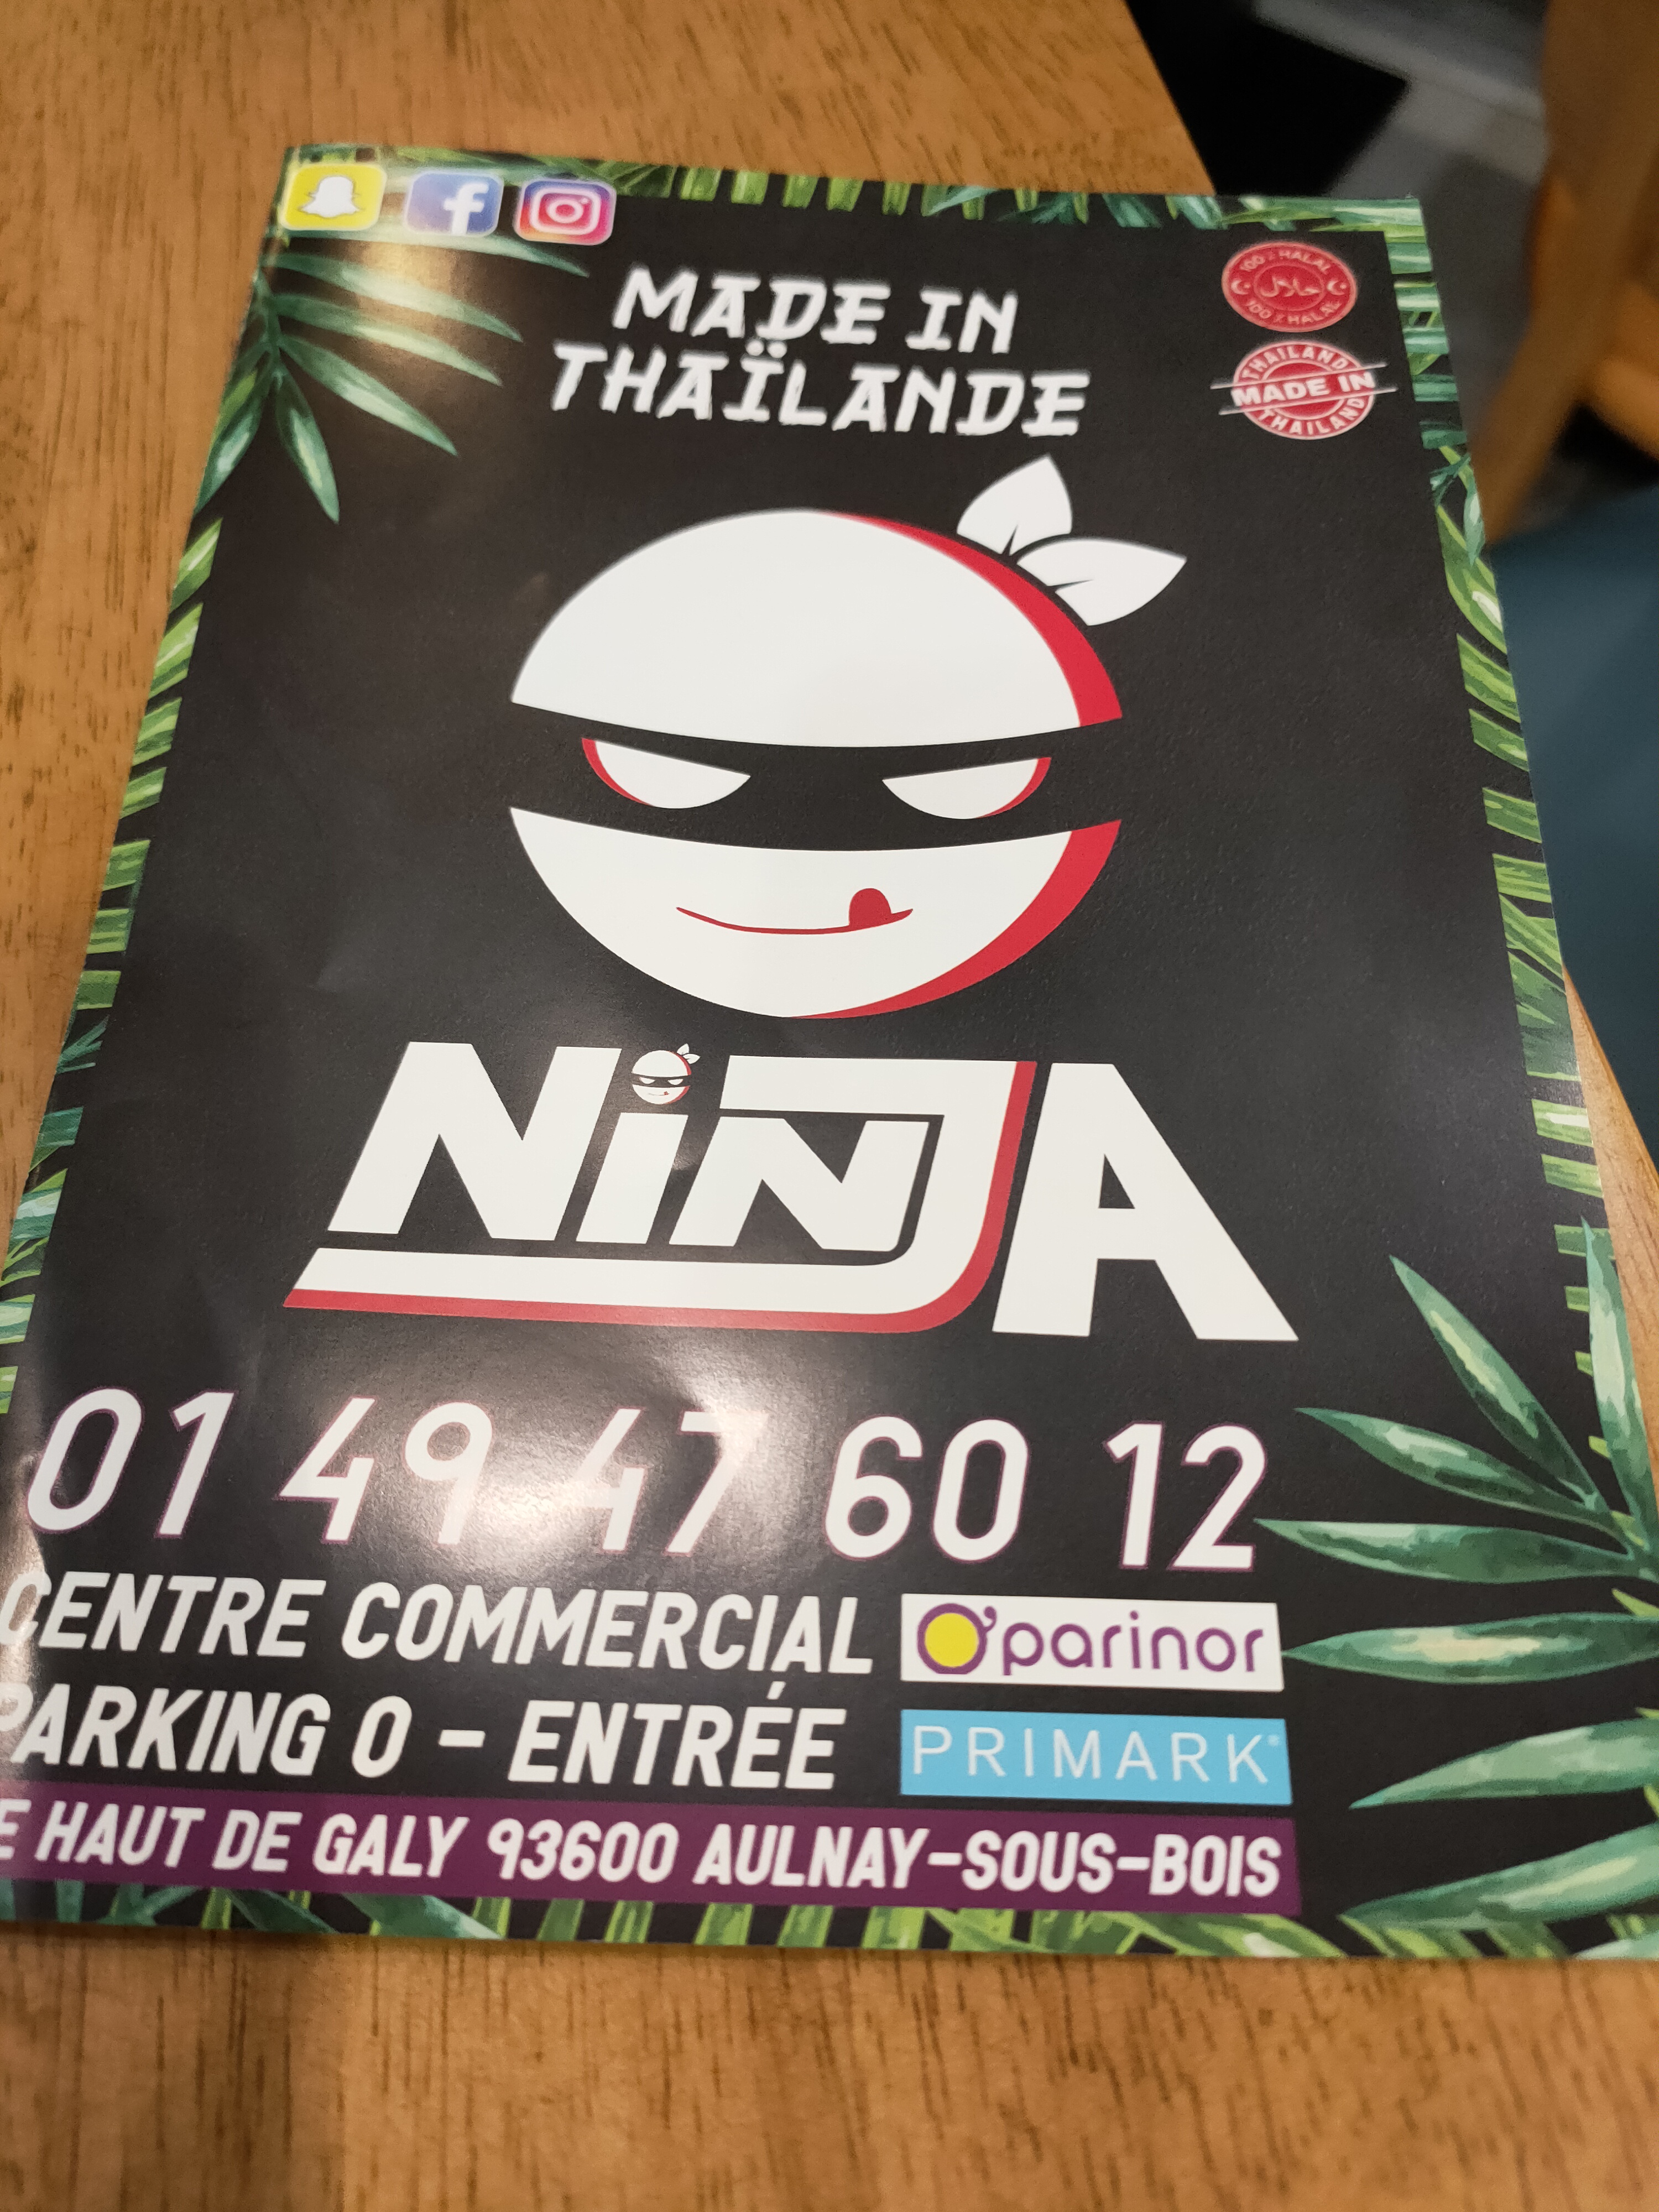 MADE IN
THAÏLANDE
100% HALAL
حلال
100% HALAL
THAILAND
MADE IN
THAILAND
NiNJA
01 49 47 60 12
CENTRE COMMERCIAL O'parinor
PARKING 0 - ENTRÉE PRIMARK®
E HAUT DE GALY 93600 AULNAY-SOUS-BOIS